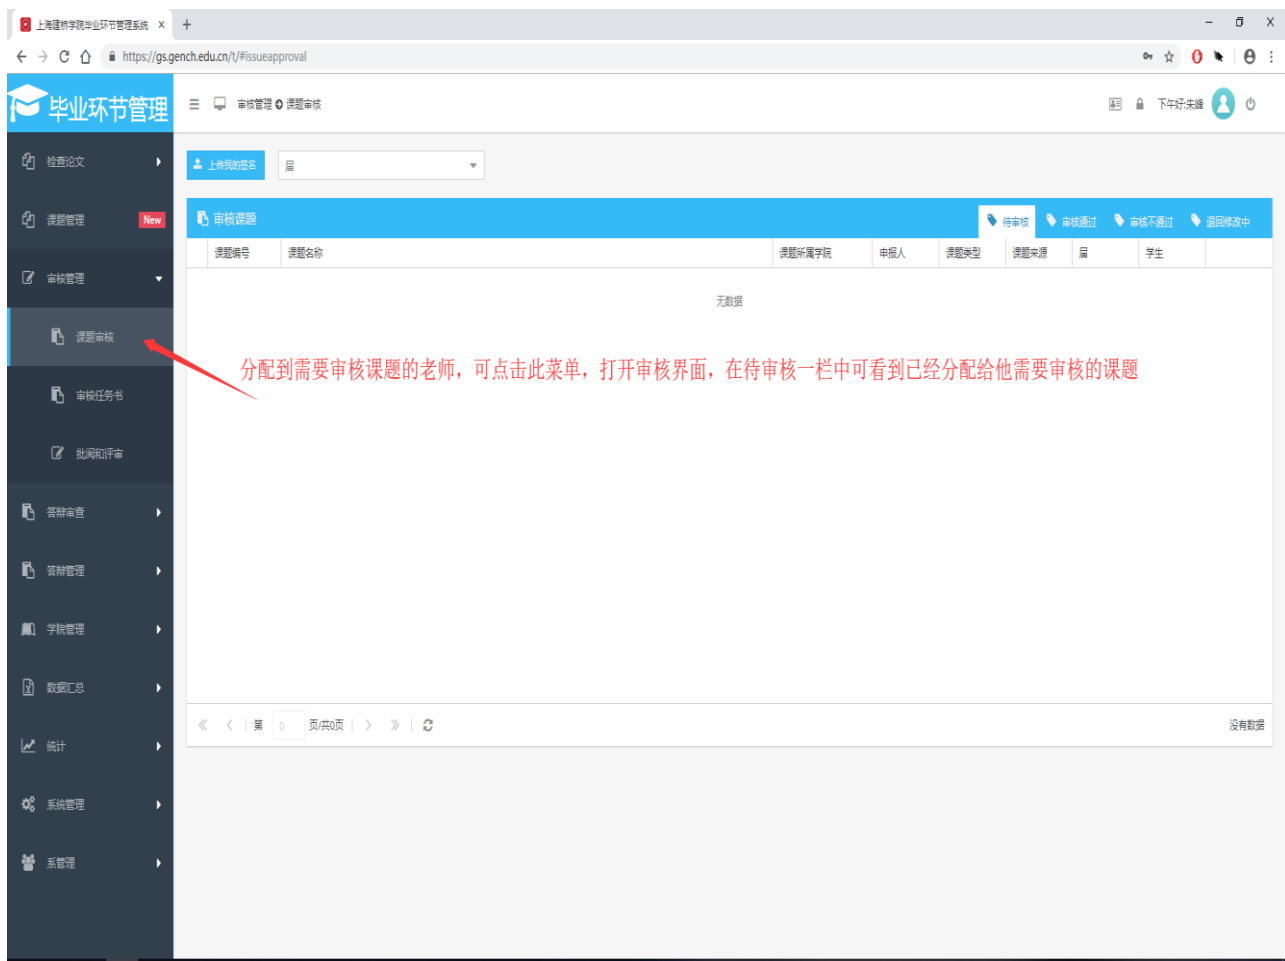 上海建桥学院毕业环节管理系统
https://gs.gench.edu.cn/t/#issueapproval
毕业环节管理
审核管理 课题审核
下午好:朱峰
检查论文
上传我的签名
届
课题管理
New
审核课题
待审核
审核通过
审核不通过
退回修改中
课题编号 课题名称 课题所属学院 申报人 课题类型 课题来源 届 学生
审核管理
无数据
课题审核
分配到需要审核课题的老师，可点击此菜单，打开审核界面，在待审核一栏中可看到已经分配给他需要审核的课题
审核任务书
批阅和评审
答辩审查
答辩管理
学院管理
数据汇总
第 0 页/共0页
没有数据
统计
系统管理
系管理